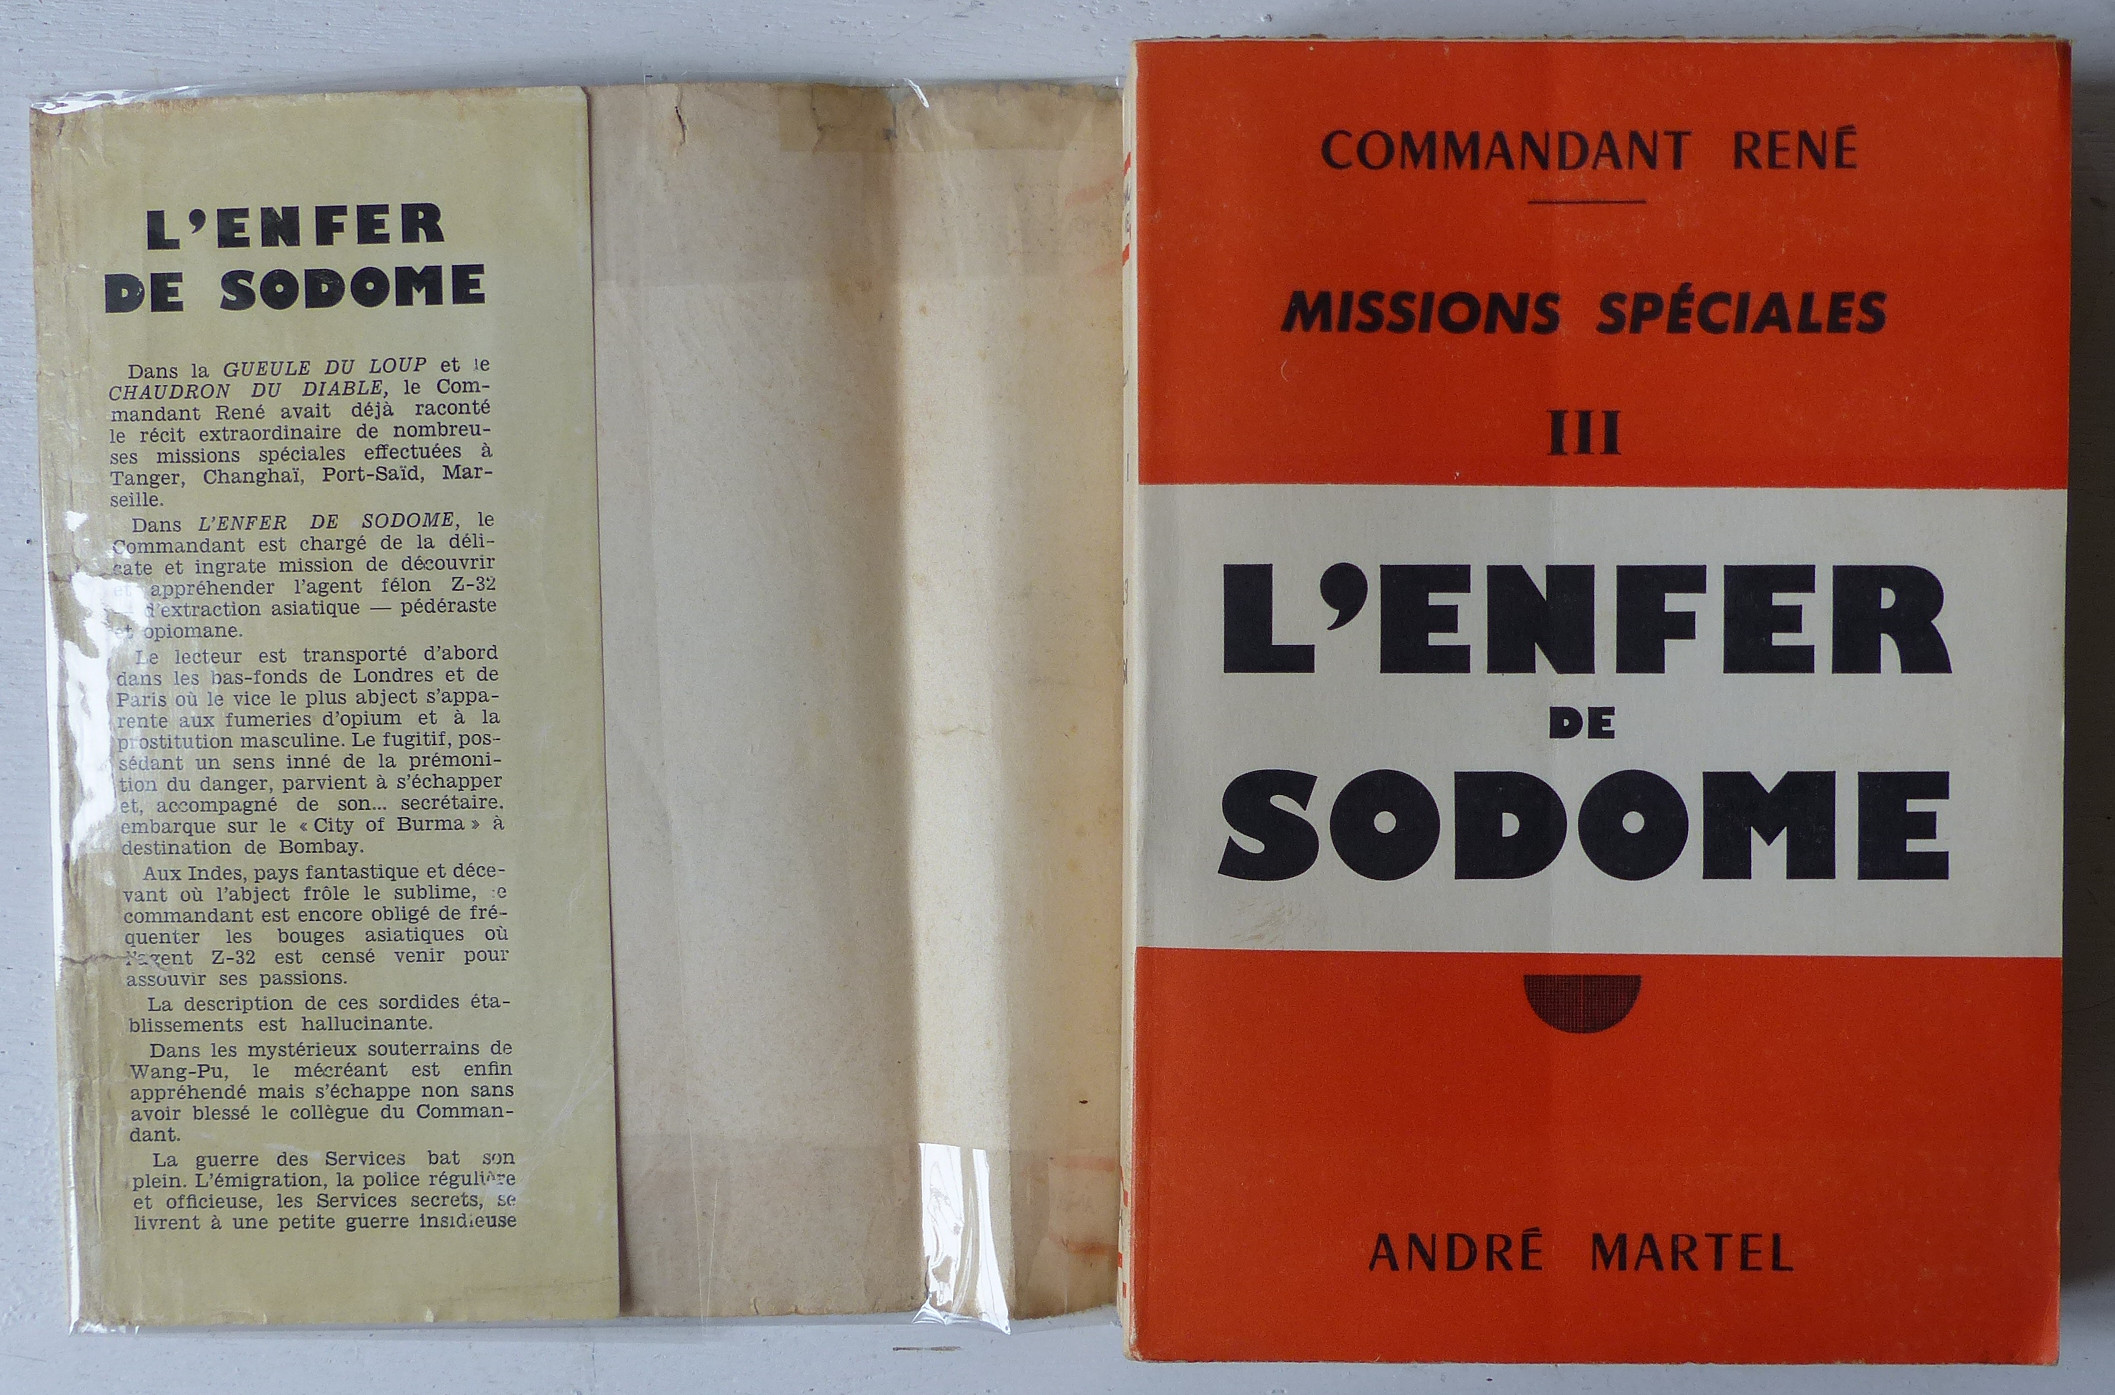 L'ENFER
DE SODOME
Dans la GUEULE DU LOUP et le
CHAUDRON DU DIABLE, le Com-
mandant René avait déjà raconté
le récit extraordinaire de nombreu-
ses missions spéciales effectuées à
Tanger, Changhaï, Port-Saïd, Mar-
seille.
Dans L'ENFER DE SODOME, le
Commandant est chargé de la déli-
cate et ingrate mission de découvrir
et appréhender l'agent félon Z-32
— d'extraction asiatique — pédéraste
et opiomane.
Le lecteur est transporté d'abord
dans les bas-fonds de Londres et de
Paris où le vice le plus abject s'appa-
rente aux fumeries d'opium et à la
prostitution masculine. Le fugitif, pos-
sédant un sens inné de la prémoni-
tion du danger, parvient à s'échapper
et, accompagné de son... secrétaire.
embarque sur le « City of Burma » à
destination de Bombay.
Aux Indes, pays fantastique et déce-
vant où l'abject frôle le sublime, :e
commandant est encore obligé de fré-
quenter les bouges asiatiques où
l'agent Z-32 est censé venir pour
assouvir ses passions.
La description de ces sordides éta-
blissements est hallucinante.
Dans les mystérieux souterrains de
Wang-Pu, le mécréant est enfin
appréhendé mais s'échappe non sans
avoir blessé le collègue du Comman-
dant.
La guerre des Services bat son
plein. L'émigration, la police régulière
et officieuse, les Services secrets, se
livrent à une petite guerre insidieuse
COMMANDANT RENÉ
MISSIONS SPÉCIALES
III
L'ENFER
DE
SODOME
ANDRÉ MARTEL